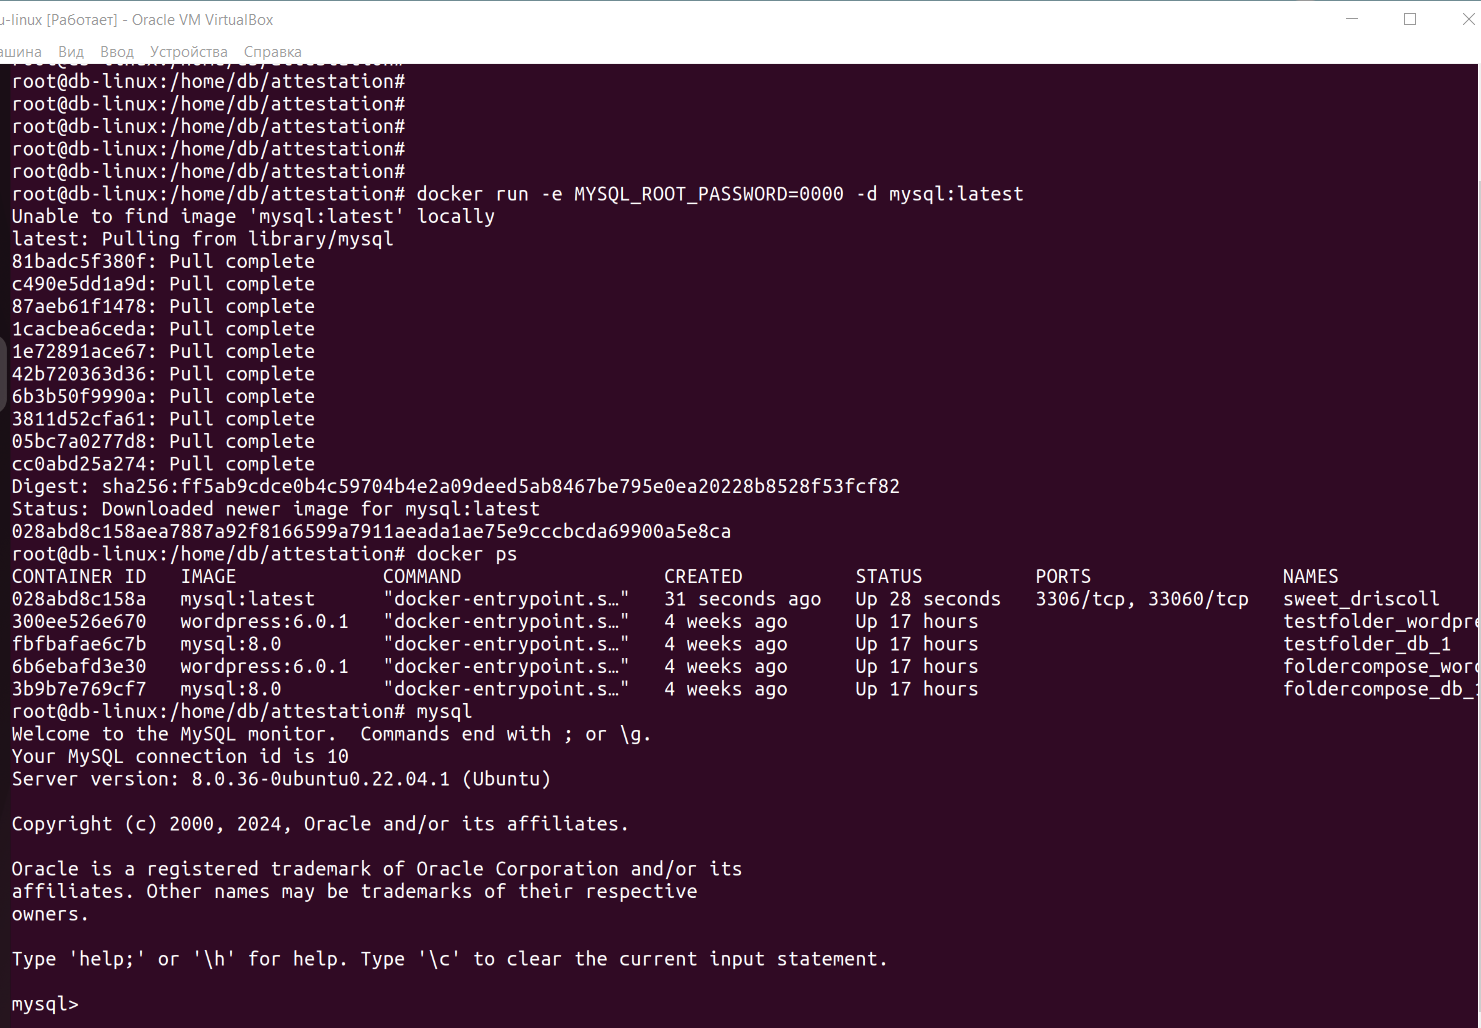 u-linux [Работает] - Oracle VM VirtualBox
ашина Вид Ввод Устройства Справка
root@db-linux:/home/db/attestation#
root@db-linux:/home/db/attestation#
root@db-linux:/home/db/attestation#
root@db-linux:/home/db/attestation#
root@db-linux:/home/db/attestation#
root@db-linux:/home/db/attestation# docker run -e MYSQL_ROOT_PASSWORD=0000 -d mysql:latest
Unable to find image 'mysql:latest' locally
latest: Pulling from library/mysql
81badc5f380f: Pull complete
c490e5dd1a9d: Pull complete
87aeb61f1478: Pull complete
1cacbea6ceda: Pull complete
1e72891ace67: Pull complete
42b720363d36: Pull complete
6b3b50f9990a: Pull complete
3811d52cfa61: Pull complete
05bc7a0277d8: Pull complete
cc0abd25a274: Pull complete
Digest: sha256:ff5ab9cdce0b4c59704b4e2a09deed5ab8467be795e0ea20228b8528f53fcf82
Status: Downloaded newer image for mysql:latest
028abd8c158aea7887a92f8166599a7911aeada1ae75e9cccbcda69900a5e8ca
root@db-linux:/home/db/attestation# docker ps
CONTAINER ID   IMAGE             COMMAND                  CREATED          STATUS          PORTS                 NAMES
028abd8c158a   mysql:latest      "docker-entrypoint.s…"   31 seconds ago   Up 28 seconds   3306/tcp, 33060/tcp   sweet_driscoll
300ee526e670   wordpress:6.0.1   "docker-entrypoint.s…"   4 weeks ago      Up 17 hours                           testfolder_wordpre
fbfbafae6c7b   mysql:8.0         "docker-entrypoint.s…"   4 weeks ago      Up 17 hours                           testfolder_db_1
6b6ebafd3e30   wordpress:6.0.1   "docker-entrypoint.s…"   4 weeks ago      Up 17 hours                           foldercompose_word
3b9b7e769cf7   mysql:8.0         "docker-entrypoint.s…"   4 weeks ago      Up 17 hours                           foldercompose_db_1
root@db-linux:/home/db/attestation# mysql
Welcome to the MySQL monitor.  Commands end with ; or \g.
Your MySQL connection id is 10
Server version: 8.0.36-0ubuntu0.22.04.1 (Ubuntu)
Copyright (c) 2000, 2024, Oracle and/or its affiliates.
Oracle is a registered trademark of Oracle Corporation and/or its
affiliates. Other names may be trademarks of their respective
owners.
Type 'help;' or '\h' for help. Type '\c' to clear the current input statement.
mysql>